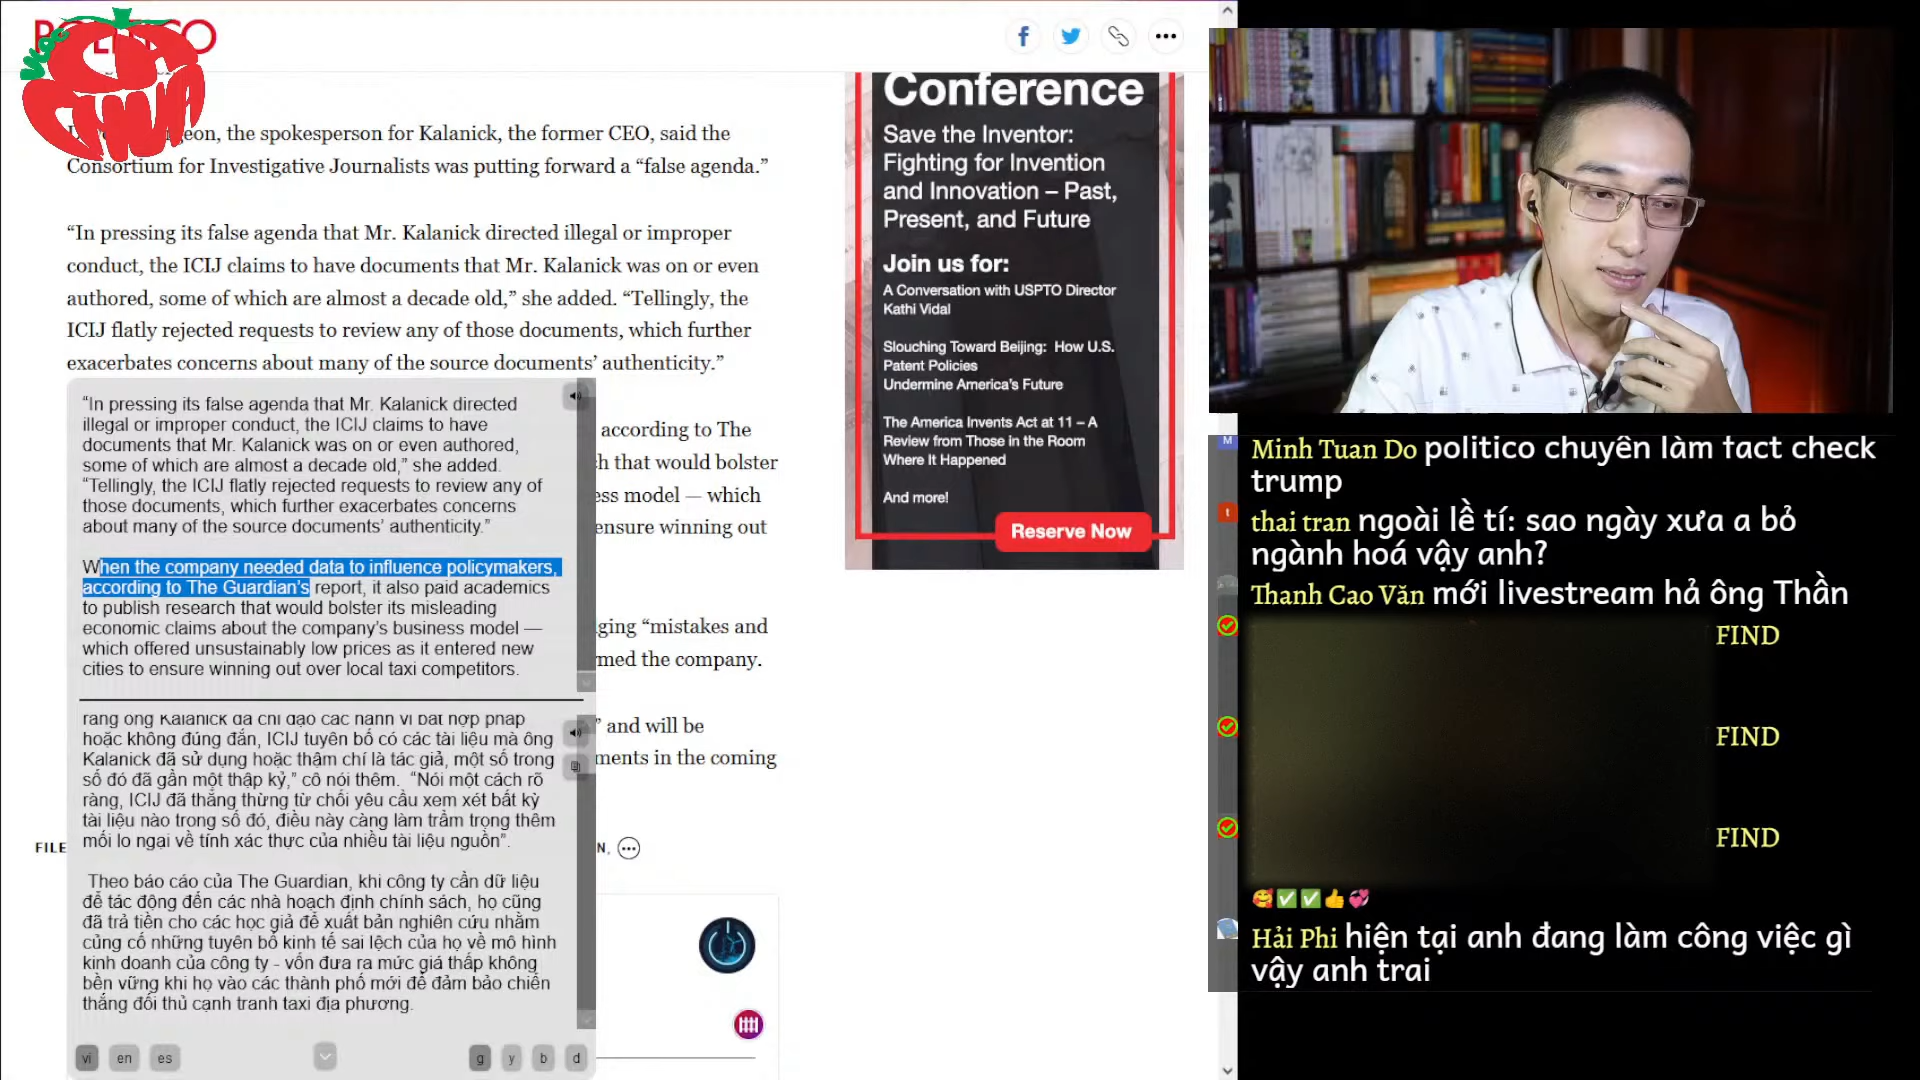 POLITICO
VIỆC
CÀ CHUA
the spokesperson for Kalanick, the former CEO, said the
Consortium for Investigative Journalists was putting forward a “false agenda.”
“In pressing its false agenda that Mr. Kalanick directed illegal or improper
conduct, the ICIJ claims to have documents that Mr. Kalanick was on or even
authored, some of which are almost a decade old,” she added. “Tellingly, the
ICIJ flatly rejected requests to review any of those documents, which further
exacerbates concerns about many of the source documents’ authenticity.”
according to The
h that would bolster
ess model — which
ensure winning out
ging “mistakes and
rmed the company.
” and will be
ments in the coming
FILE
N,
“In pressing its false agenda that Mr. Kalanick directed
illegal or improper conduct, the ICIJ claims to have
documents that Mr. Kalanick was on or even authored,
some of which are almost a decade old,” she added.
“Tellingly, the ICIJ flatly rejected requests to review any of
those documents, which further exacerbates concerns
about many of the source documents’ authenticity.”
When the company needed data to influence policymakers,
according to The Guardian’s report, it also paid academics
to publish research that would bolster its misleading
economic claims about the company’s business model —
which offered unsustainably low prices as it entered new
cities to ensure winning out over local taxi competitors.
rằng ông Kalanick đã chỉ đạo các hành vi bất hợp pháp
hoặc không đúng đắn, ICIJ tuyên bố có các tài liệu mà ông
Kalanick đã sử dụng hoặc thậm chí là tác giả, một số trong
số đó đã gần một thập kỷ,” cô nói thêm. “Nói một cách rõ
ràng, ICIJ đã thẳng thừng từ chối yêu cầu xem xét bất kỳ
tài liệu nào trong số đó, điều này càng làm trầm trọng thêm
mối lo ngại về tính xác thực của nhiều tài liệu nguồn”.
Theo báo cáo của The Guardian, khi công ty cần dữ liệu
để tác động đến các nhà hoạch định chính sách, họ cũng
đã trả tiền cho các học giả để xuất bản nghiên cứu nhằm
củng cố những tuyên bố kinh tế sai lệch của họ về mô hình
kinh doanh của công ty - vốn đưa ra mức giá thấp không
bền vững khi họ vào các thành phố mới để đảm bảo chiến
thắng đối thủ cạnh tranh taxi địa phương.
vi en es g y b d
Conference
Save the Inventor:
Fighting for Invention
and Innovation – Past,
Present, and Future
Join us for:
A Conversation with USPTO Director
Kathi Vidal
Slouching Toward Beijing: How U.S.
Patent Policies
Undermine America’s Future
The America Invents Act at 11 – A
Review from Those in the Room
Where It Happened
And more!
Reserve Now
M
Minh Tuan Do politico chuyên làm fact check
trump
t
thai tran ngoài lề tí: sao ngày xưa a bỏ
ngành hoá vậy anh?
Thanh Cao Văn mới livestream hả ông Thần
FIND
FIND
FIND
Hải Phi hiện tại anh đang làm công việc gì
vậy anh trai